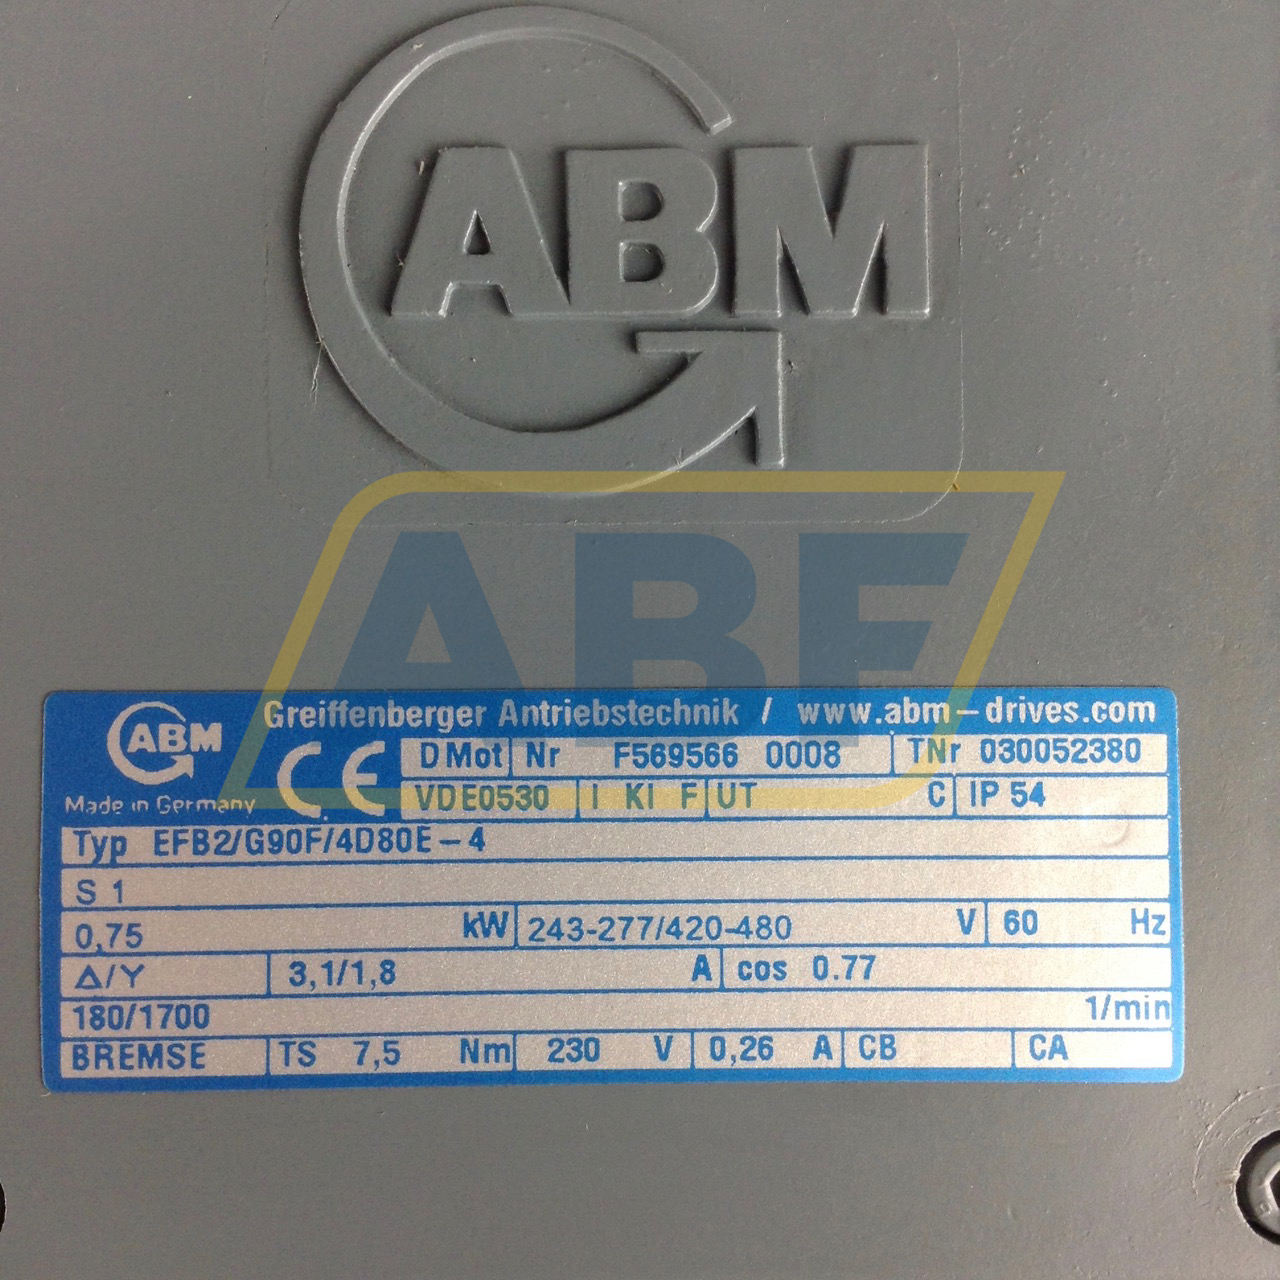 ABM
ABF
ABM
Greiffenberger Antriebstechnik / www.abm-drives.com
Made in Germany
CE
D Mot Nr F569566 0008 TNr 030052380
VDE0530 I Kl F UT C IP 54
Typ EFB2/G90F/4D80E-4
S 1
0,75 kW 243-277/420-480 V 60 Hz
Δ/Y 3,1/1,8 A cos 0.77
180/1700 1/min
BREMSE TS 7,5 Nm 230 V 0,26 A CB CA